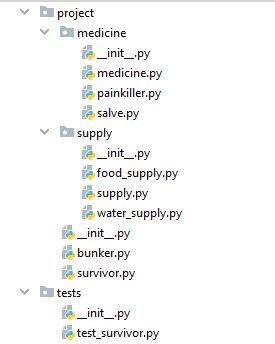 project
medicine
__init__.py
medicine.py
painkiller.py
salve.py
supply
__init__.py
food_supply.py
supply.py
water_supply.py
__init__.py
bunker.py
survivor.py
tests
__init__.py
test_survivor.py